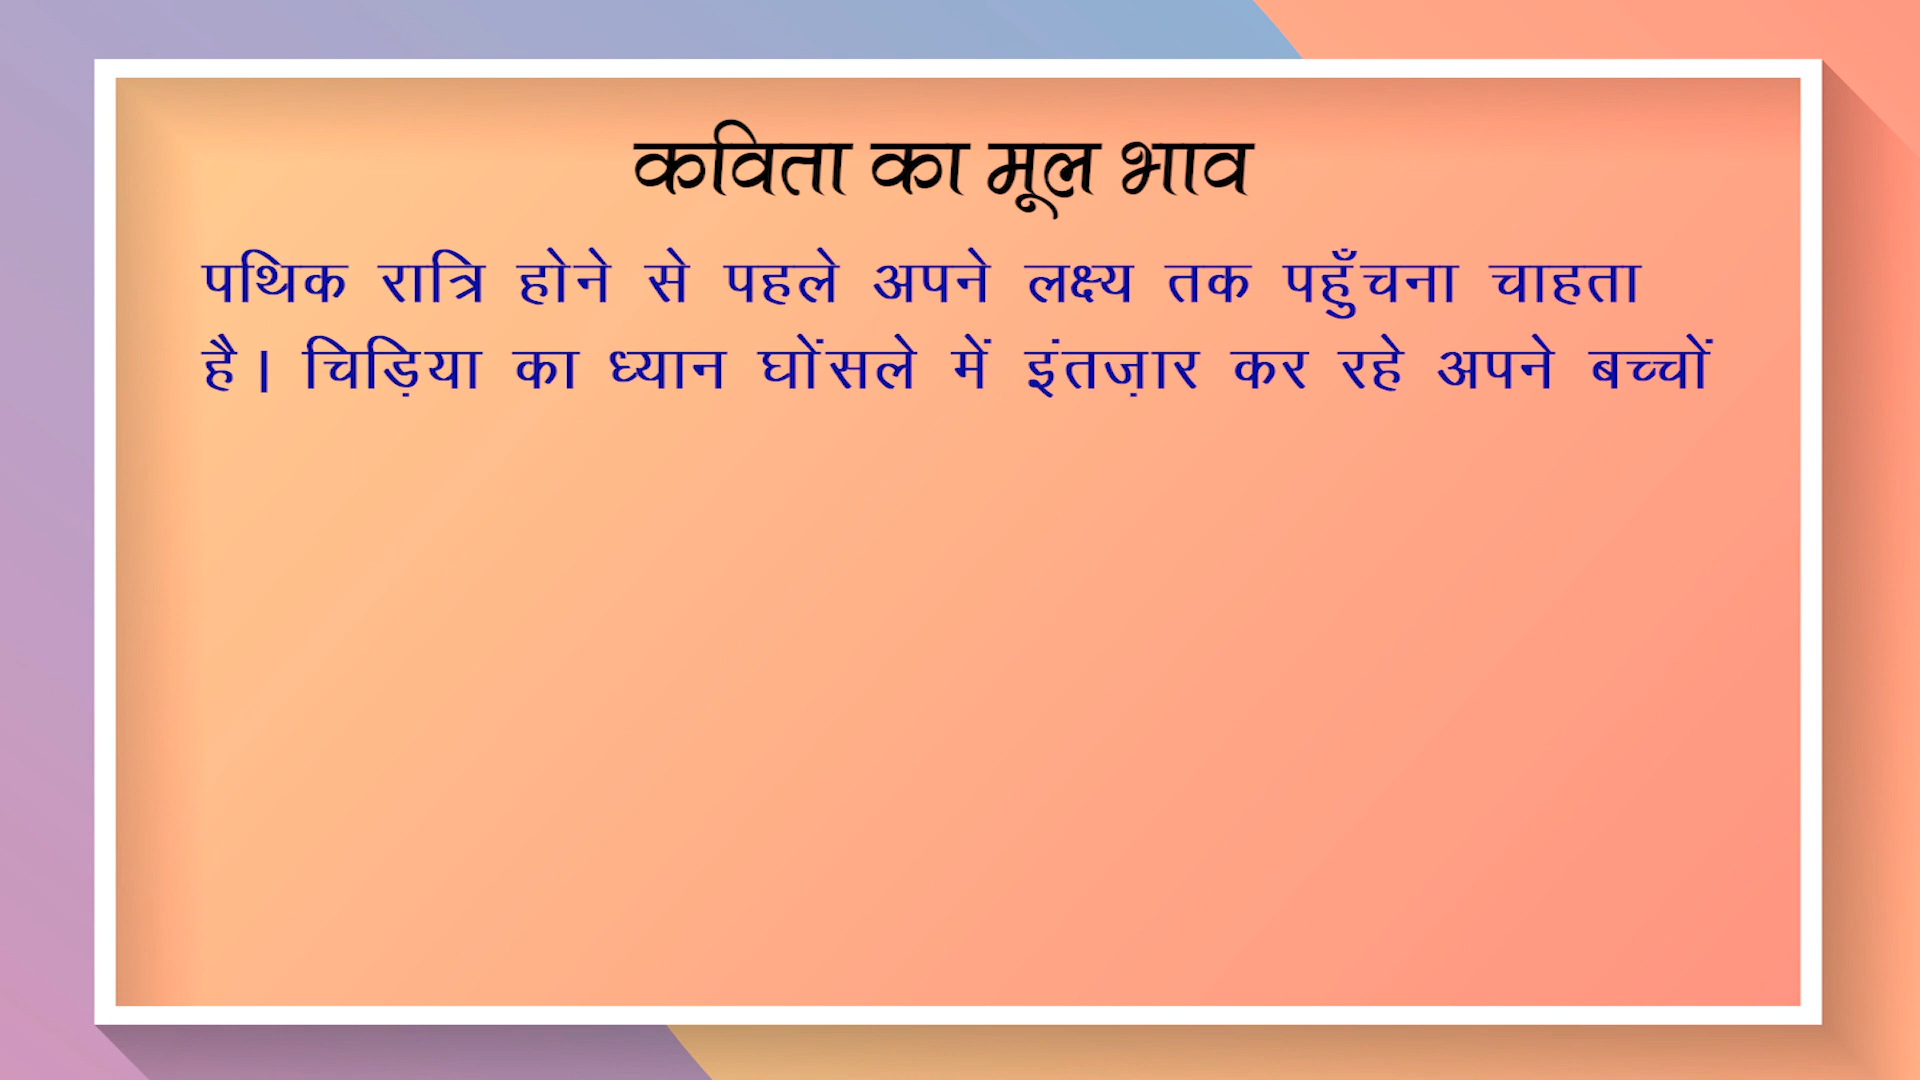 कविता का मूल भाव
पथिक रात्रि होने से पहले अपने लक्ष्य तक पहुँचना चाहता
है। चिड़िया का ध्यान घोंसले में इंतज़ार कर रहे अपने बच्चों